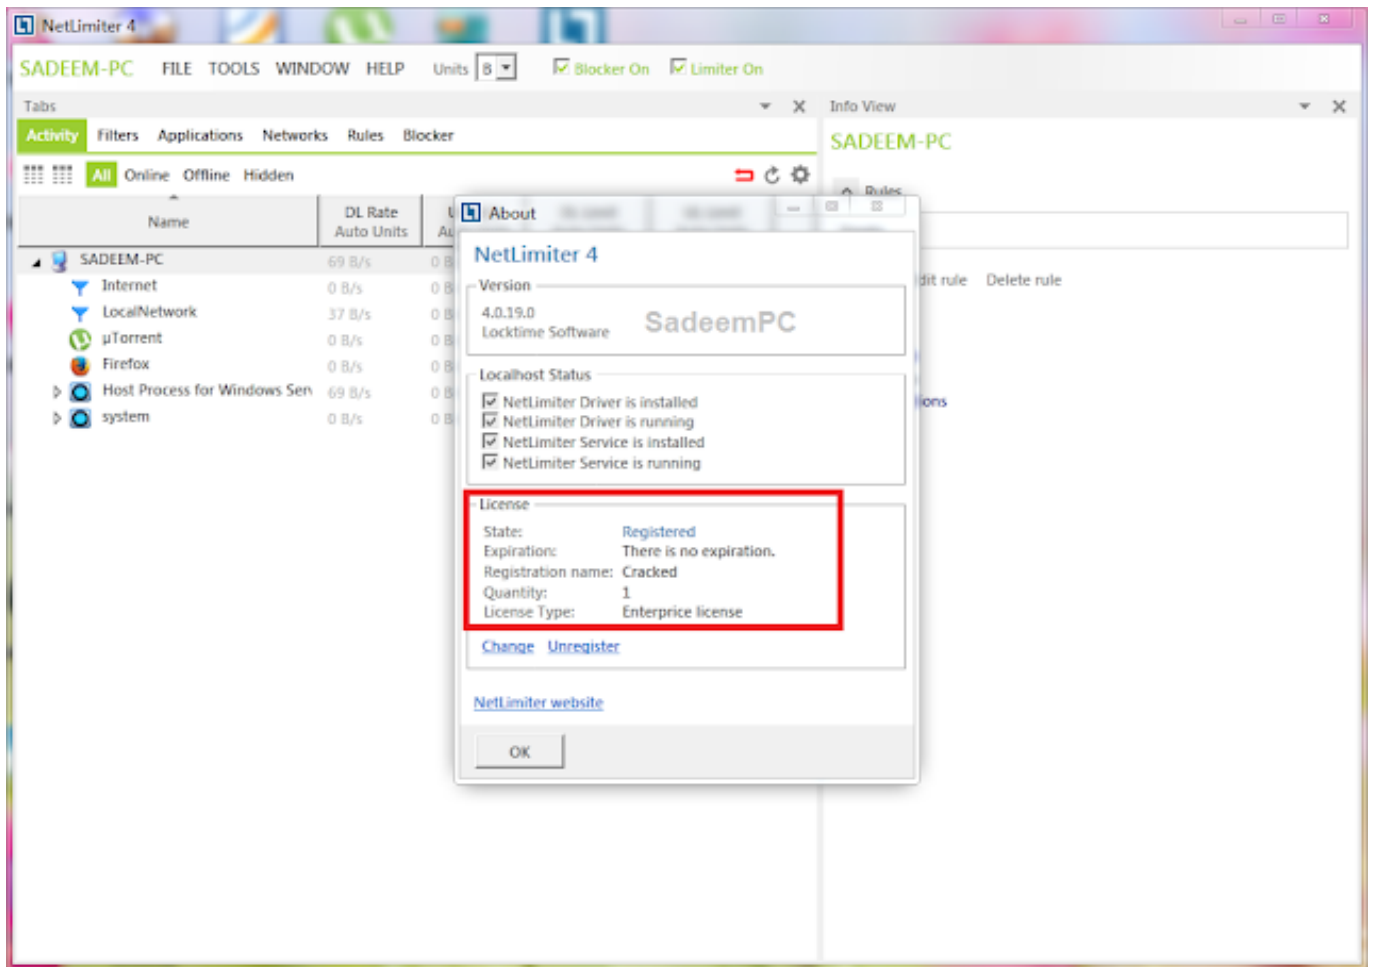 NetLimiter 4
SADEEM-PC FILE TOOLS WINDOW HELP Units B Blocker On Limiter On
Tabs
Info View
Activity Filters Applications Networks Rules Blocker
SADEEM-PC
All Online Offline Hidden
Rules
Name
DL Rate
Auto Units
SADEEM-PC 69 B/s
Internet 0 B/s
LocalNetwork 37 B/s
µTorrent 0 B/s
Firefox 0 B/s
Host Process for Windows Serv 69 B/s
system 0 B/s
About
NetLimiter 4
Version
4.0.19.0
Locktime Software
SadeemPC
Localhost Status
NetLimiter Driver is installed
NetLimiter Driver is running
NetLimiter Service is installed
NetLimiter Service is running
License
State: Registered
Expiration: There is no expiration.
Registration name: Cracked
Quantity: 1
License Type: Enterprice license
Change Unregister
NetLimiter website
OK
dit rule Delete rule
ions